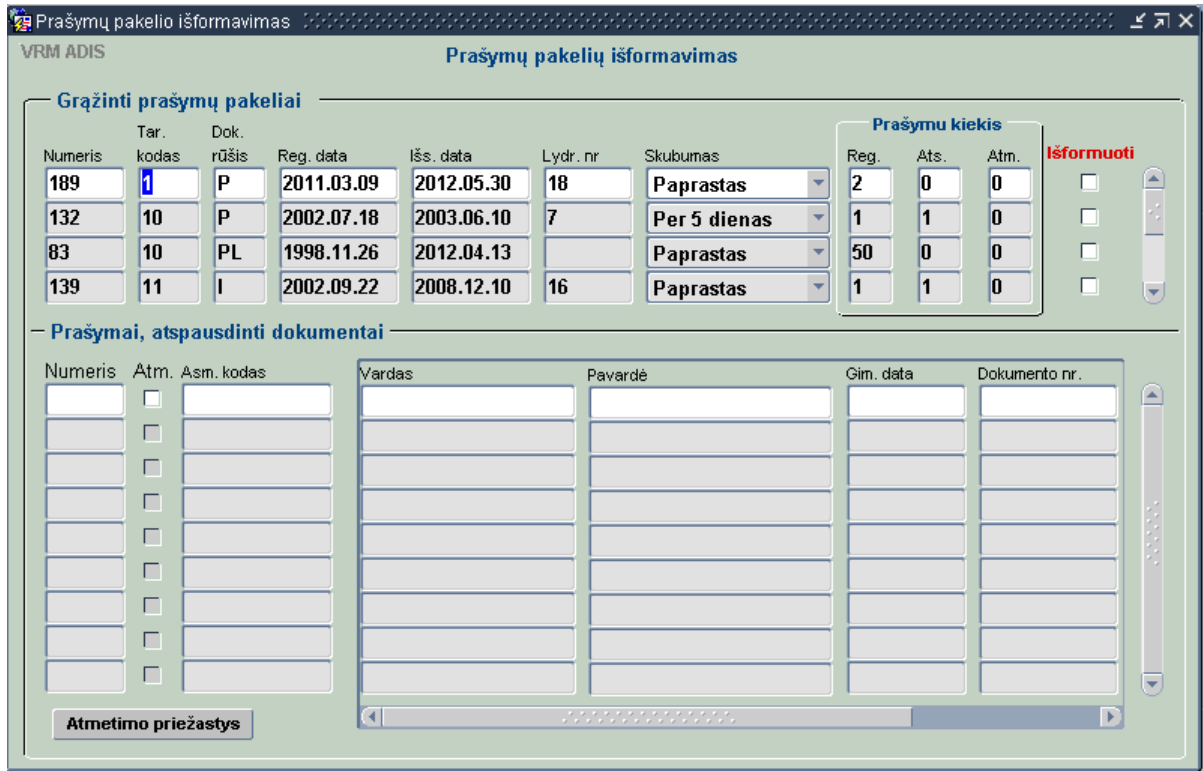 Prašymų pakelio išformavimas
VRM ADIS
Prašymų pakelių išformavimas
Grąžinti prašymų pakeliai
Prašymu kiekis
Tar. Dok.
Numeris kodas rūšis Reg. data Išs. data Lydr. nr Skubumas Reg. Ats. Atm. Išformuoti
189 1 P 2011.03.09 2012.05.30 18 Paprastas 2 0 0
132 10 P 2002.07.18 2003.06.10 7 Per 5 dienas 1 1 0
83 10 PL 1998.11.26 2012.04.13 Paprastas 50 0 0
139 11 I 2002.09.22 2008.12.10 16 Paprastas 1 1 0
Prašymai, atspausdinti dokumentai
Numeris Atm. Asm. kodas Vardas Pavardė Gim. data Dokumento nr.
Atmetimo priežastys